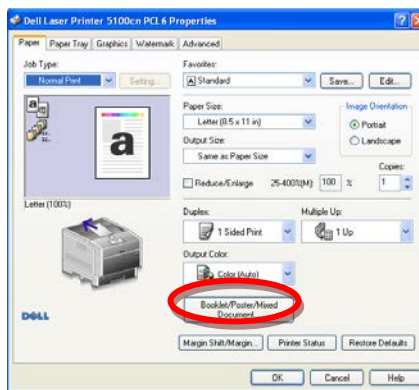 Dell Laser Printer 5100cn PCL6 Properties
Paper Paper Tray Graphics Watermark Advanced
Job Type:
Normal Print
Setting...
Favorites:
Standard
Save...
Edit...
a
a
Letter (100%)
Paper Size:
Letter (8.5 x 11 in)
Output Size:
Same as Paper Size
Image Orientation
Portrait
Landscape
Copies:
1
Reduce/Enlarge 25-400%(M): 100 %
Duplex:
1 Sided Print
Multiple Up:
1 Up
Output Color:
Color (Auto)
Booklet/Poster/Mixed
Document...
DELL
Margin Shift/Margin...
Printer Status
Restore Defaults
OK
Cancel
Help